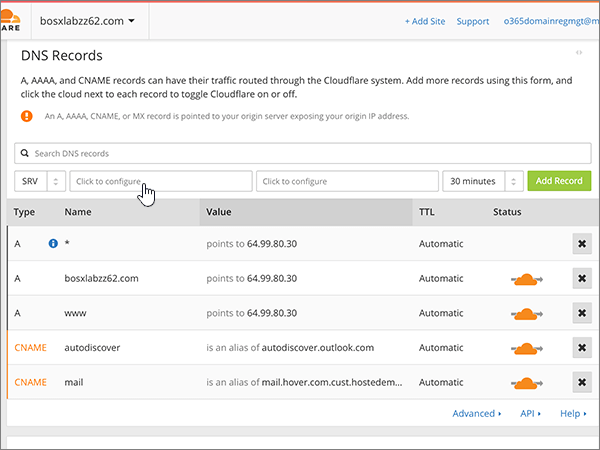 ARE bosxlabzz62.com + Add Site Support o365domainregmgt@m
DNS Records
A, AAAA, and CNAME records can have their traffic routed through the Cloudflare system. Add more records using this form, and
click the cloud next to each record to toggle Cloudflare on or off.
An A, AAAA, CNAME, or MX record is pointed to your origin server exposing your origin IP address.
Search DNS records
SRV Click to configure Click to configure 30 minutes Add Record
Type Name Value TTL Status
A * points to 64.99.80.30 Automatic
A bosxlabzz62.com points to 64.99.80.30 Automatic
A www points to 64.99.80.30 Automatic
CNAME autodiscover is an alias of autodiscover.outlook.com Automatic
CNAME mail is an alias of mail.hover.com.cust.hostedem... Automatic
Advanced API Help